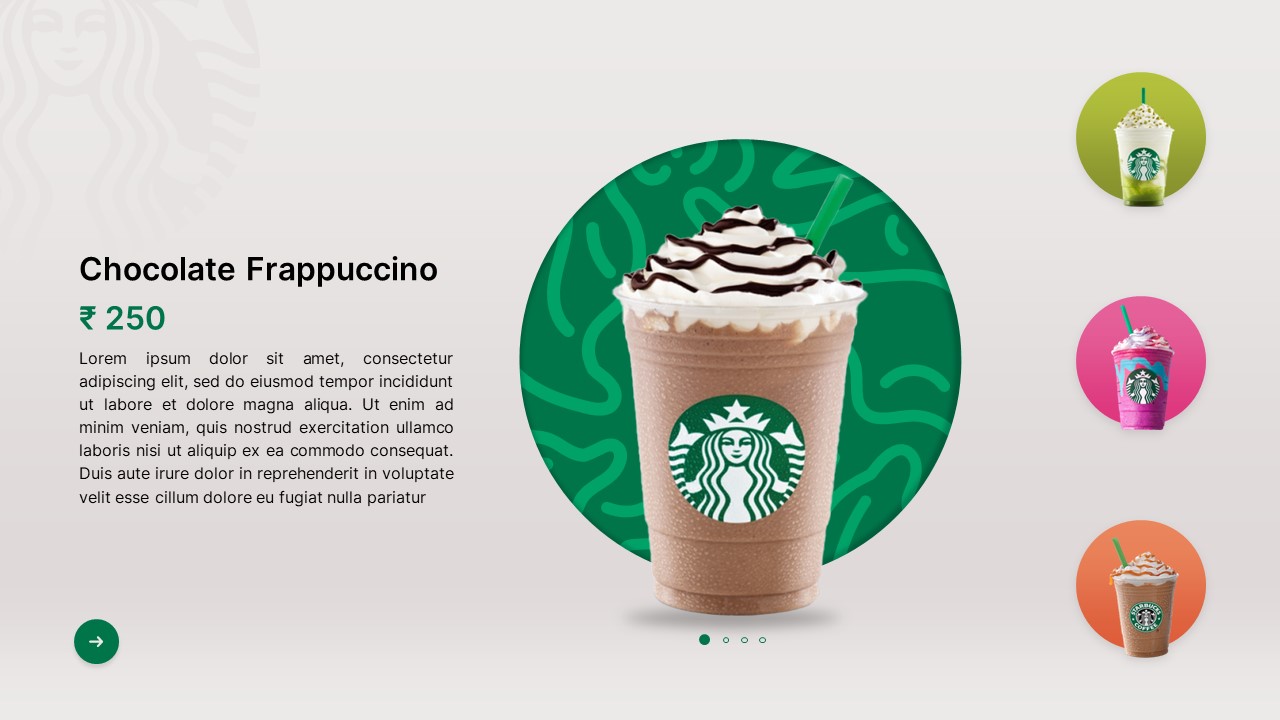 Chocolate Frappuccino
₹ 250
Lorem ipsum dolor sit amet, consectetur
adipiscing elit, sed do eiusmod tempor incididunt
ut labore et dolore magna aliqua. Ut enim ad
minim veniam, quis nostrud exercitation ullamco
laboris nisi ut aliquip ex ea commodo consequat.
Duis aute irure dolor in reprehenderit in voluptate
velit esse cillum dolore eu fugiat nulla pariatur
STARBUCKS
COFFEE